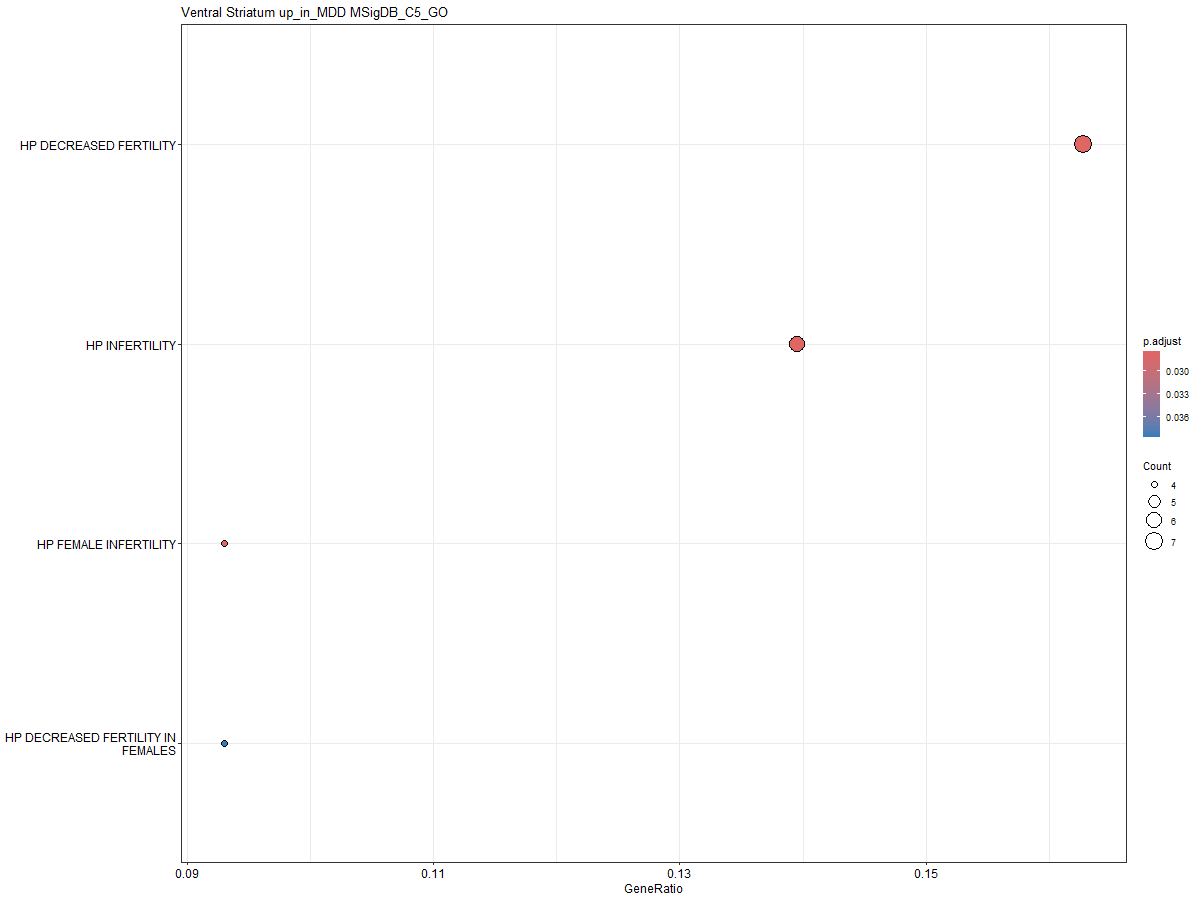 Ventral Striatum up_in_MDD MSigDB_C5_GO
HP DECREASED FERTILITY
HP INFERTILITY
HP FEMALE INFERTILITY
HP DECREASED FERTILITY IN
FEMALES
0.09
0.11
0.13
0.15
GeneRatio
p.adjust
0.030
0.033
0.036
Count
4
5
6
7